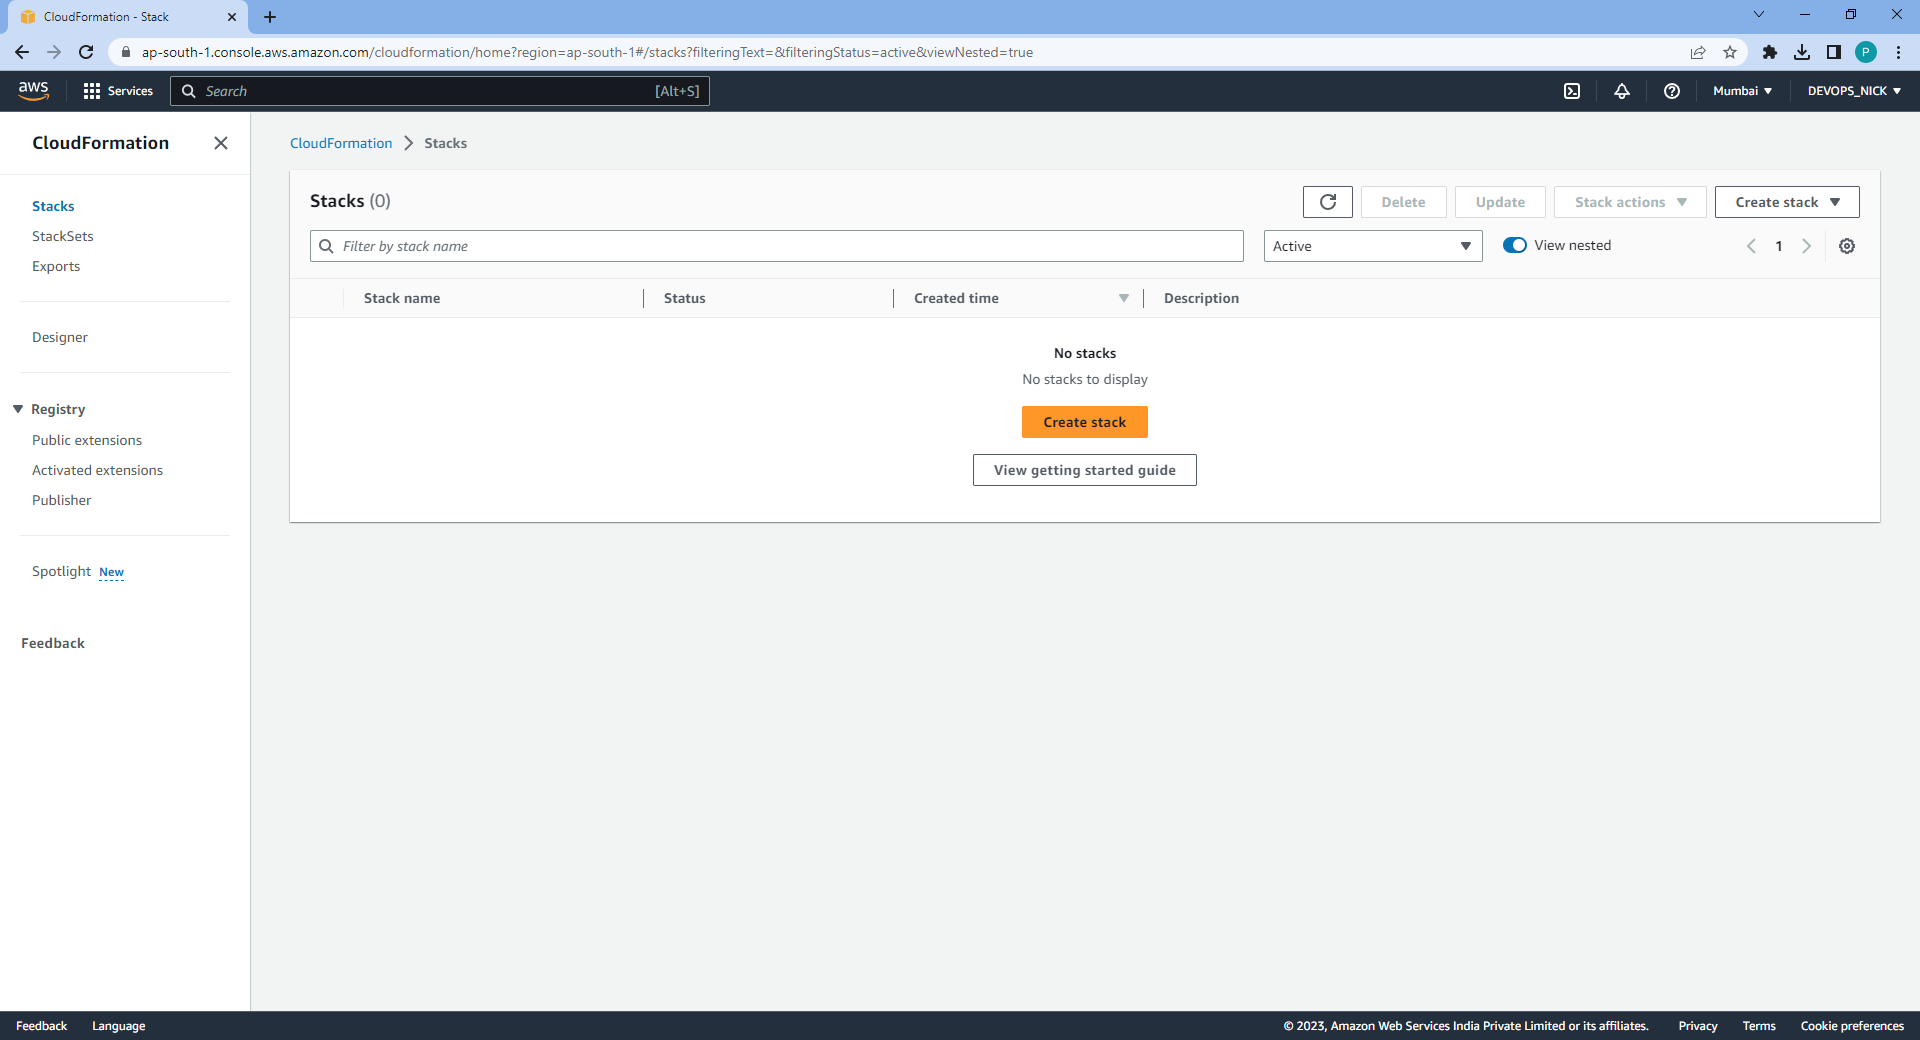 CloudFormation - Stack
ap-south-1.console.aws.amazon.com/cloudformation/home?region=ap-south-1#/stacks?filteringText=&filteringStatus=active&viewNested=true
P
aws
Services
Search
[Alt+S]
Mumbai
DEVOPS_NICK
CloudFormation
Stacks
StackSets
Exports
Designer
Registry
Public extensions
Activated extensions
Publisher
Spotlight New
Feedback
CloudFormation > Stacks
Stacks (0)
Delete
Update
Stack actions
Create stack
Filter by stack name
Active
View nested
1
Stack name
Status
Created time
Description
No stacks
No stacks to display
Create stack
View getting started guide
Feedback
Language
© 2023, Amazon Web Services India Private Limited or its affiliates.
Privacy
Terms
Cookie preferences